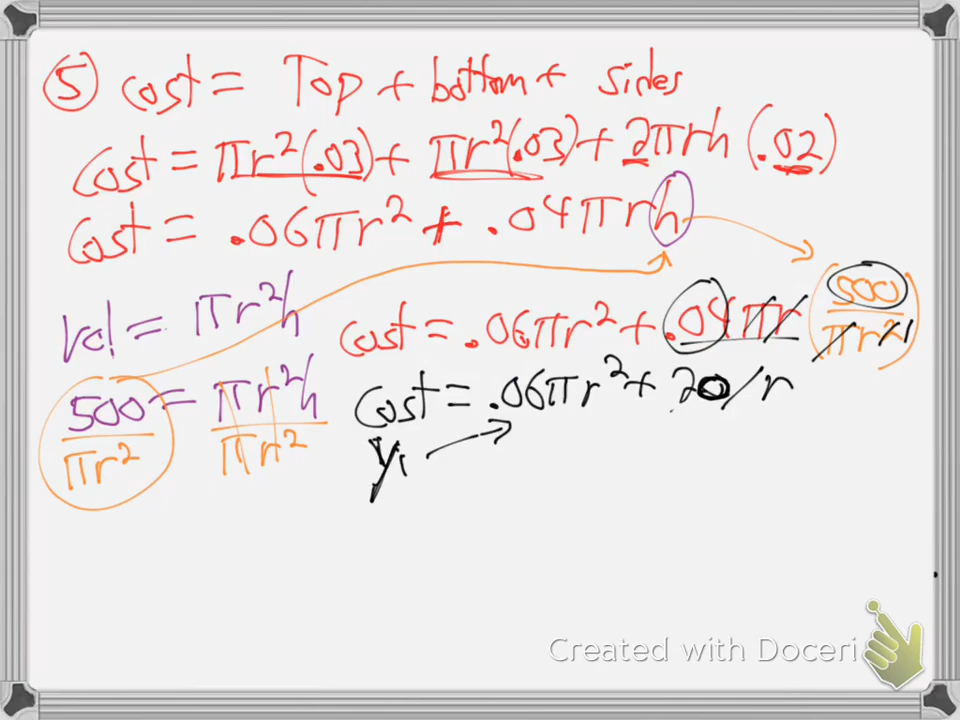 ⑤ Cost = Top + bottom + sides
Cost = πr²(.03) + πr²(.03) + 2πrh (.02)
Cost = .06πr² + .04πrh
Vol = πr²h
500/πr² = πr²h/πr²
Cost = .06πr² + .04πr (500/πr²)
Cost = .06πr² + 20/r
y₁ →
Created with Doceri